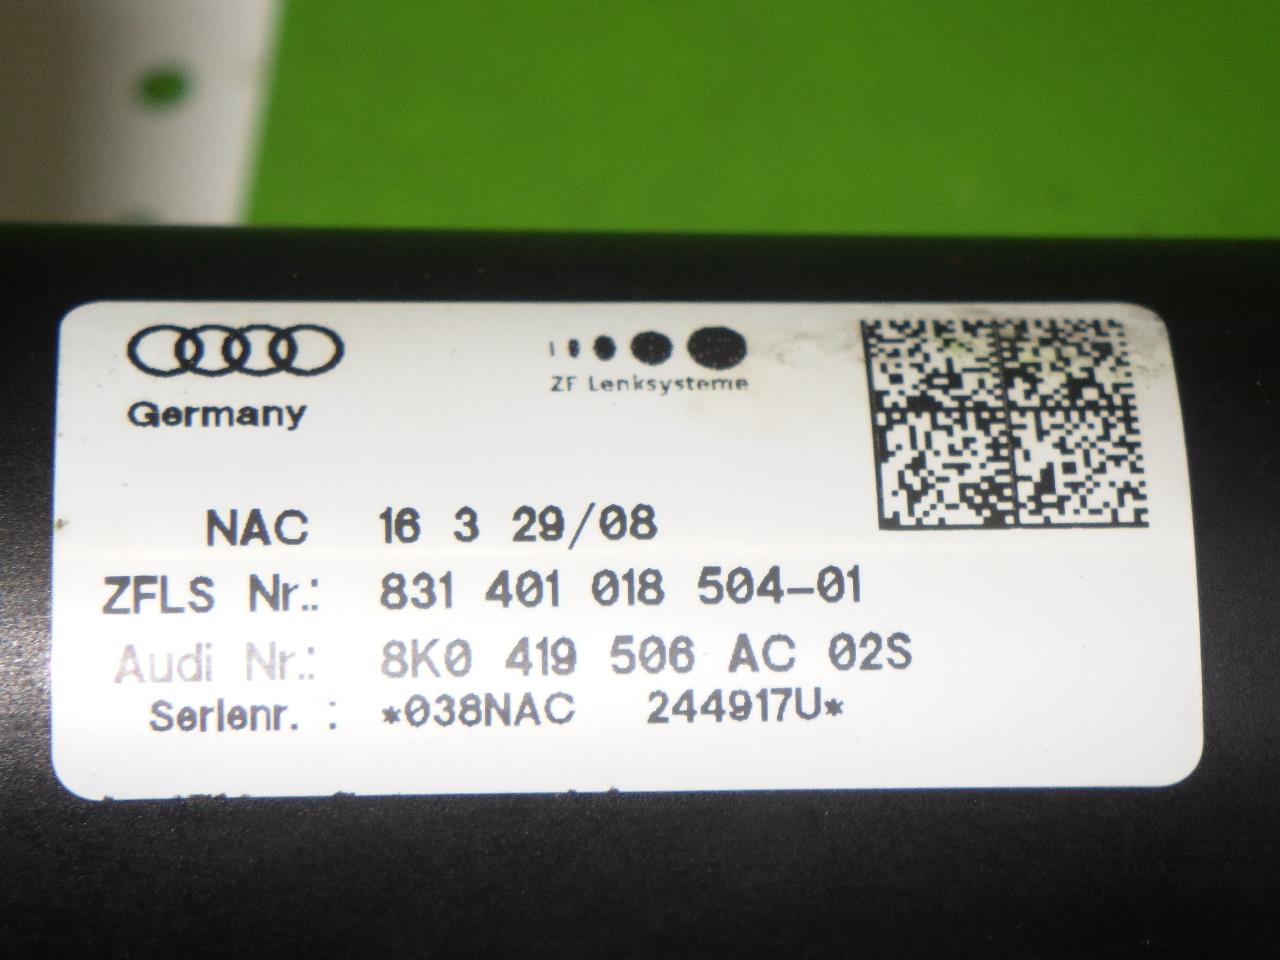 Germany
ZF Lenksysteme
NAC 16 3 29/08
ZFLS Nr.: 831 401 018 504-01
Audi Nr.: 8K0 419 506 AC 02S
Serienr. : *038NAC 244917U*